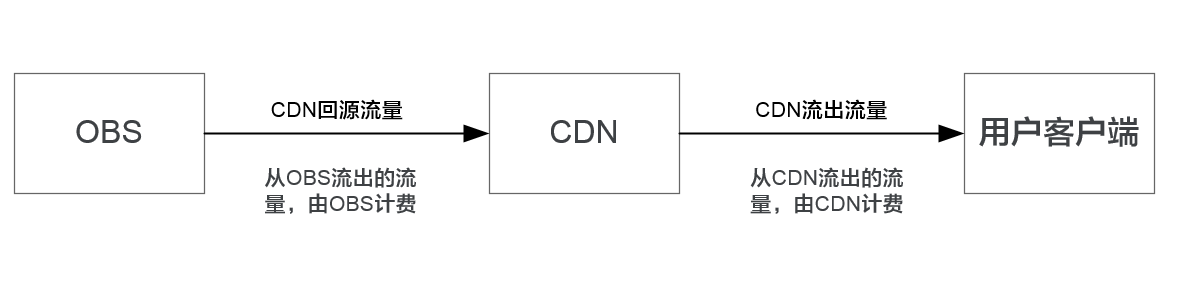 OBS
CDN回源流量
从OBS流出的流
量，由OBS计费
CDN
CDN流出流量
从CDN流出的流
量，由CDN计费
用户客户端